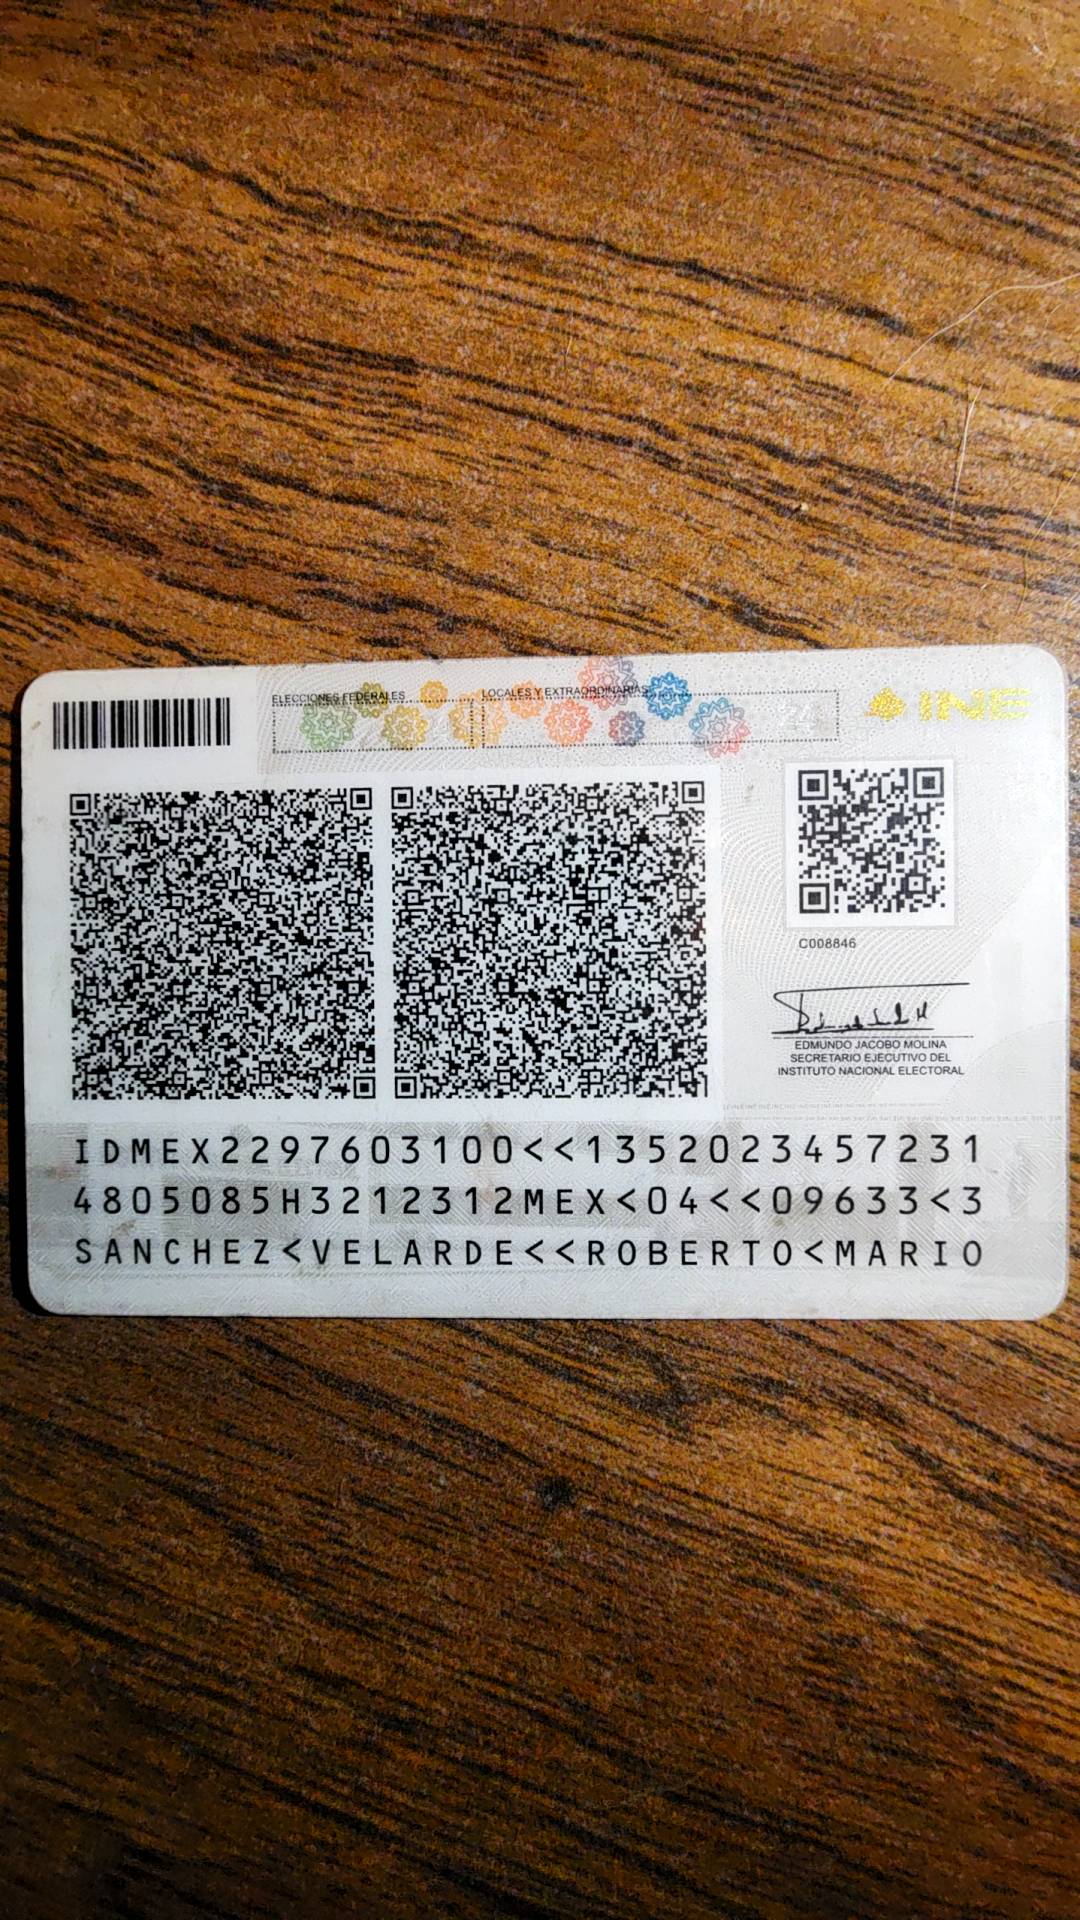 ELECCIONES FEDERALES LOCALES Y EXTRAORDINARIAS
24
INE
C008846
EDMUNDO JACOBO MOLINA
SECRETARIO EJECUTIVO DEL
INSTITUTO NACIONAL ELECTORAL
IDMEX2297603100<<1352023457231
4805085H3212312MEX<04<<09633<3
SANCHEZ<VELARDE<<ROBERTO<MARIO